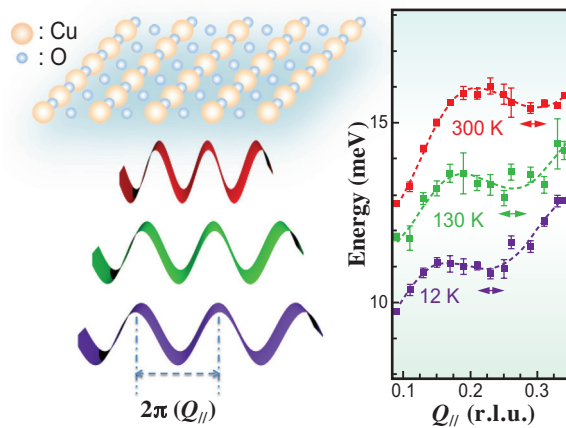 : Cu
: O
2π (Q//)
Energy (meV)
15
10
300 K
130 K
12 K
0.1
0.2
0.3
Q// (r.l.u.)